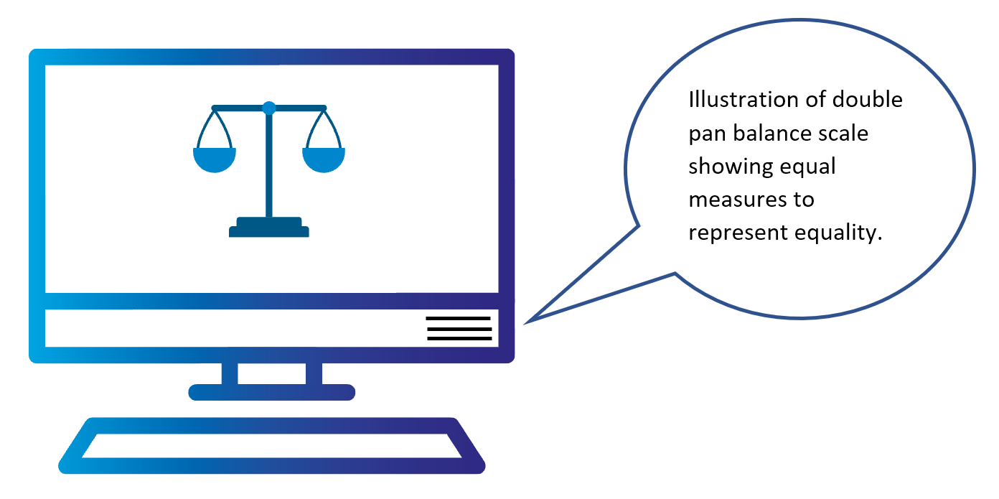 Illustration of double
pan balance scale
showing equal
measures to
represent equality.